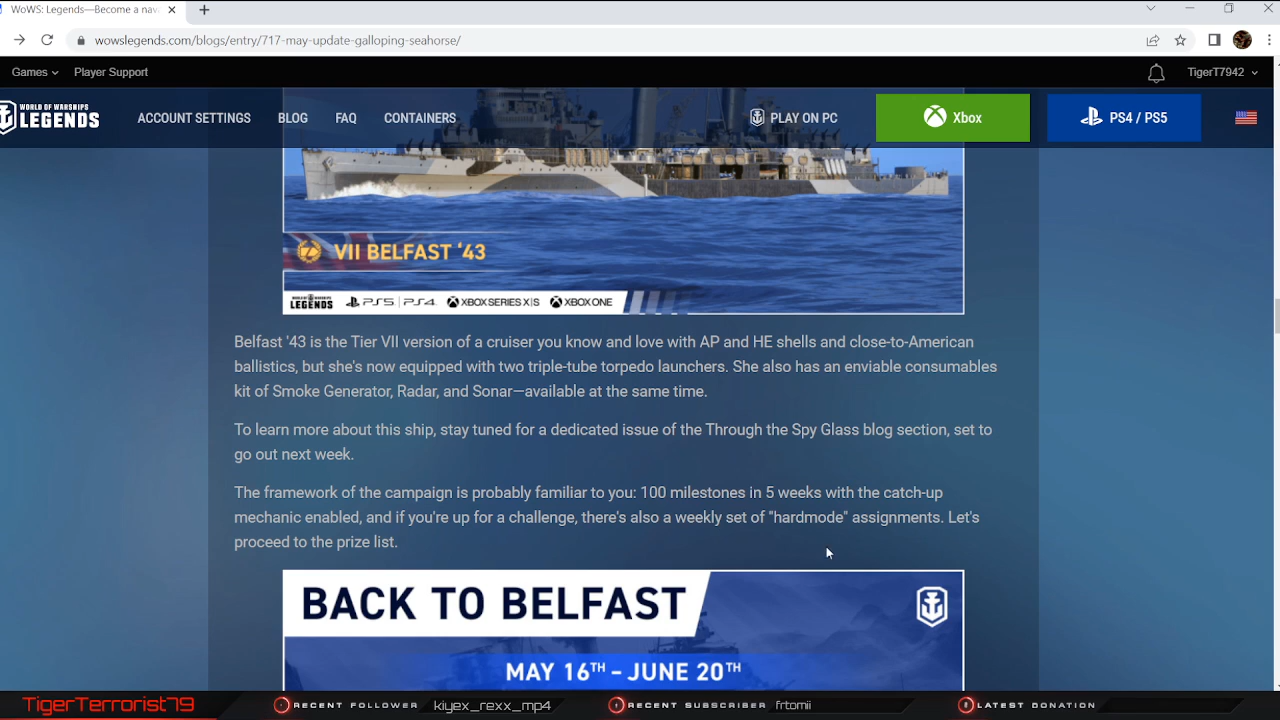 WoWS: Legends—Become a nav
wowslegends.com/blogs/entry/717-may-update-galloping-seahorse/
Games
Player Support
TigerT7942
WORLD OF WARSHIPS
LEGENDS
ACCOUNT SETTINGS
BLOG
FAQ
CONTAINERS
PLAY ON PC
Xbox
PS4 / PS5
VII BELFAST '43
WORLD OF WARSHIPS
LEGENDS
PS5 | PS4
XBOX SERIES X|S
XBOX ONE
Belfast '43 is the Tier VII version of a cruiser you know and love with AP and HE shells and close-to-American
ballistics, but she's now equipped with two triple-tube torpedo launchers. She also has an enviable consumables
kit of Smoke Generator, Radar, and Sonar—available at the same time.
To learn more about this ship, stay tuned for a dedicated issue of the Through the Spy Glass blog section, set to
go out next week.
The framework of the campaign is probably familiar to you: 100 milestones in 5 weeks with the catch-up
mechanic enabled, and if you're up for a challenge, there's also a weekly set of "hardmode" assignments. Let's
proceed to the prize list.
BACK TO BELFAST
MAY 16TH – JUNE 20TH
TigerTerrorist79
RECENT FOLLOWER
kiyex_rexx_mp4
RECENT SUBSCRIBER
frtomii
LATEST DONATION